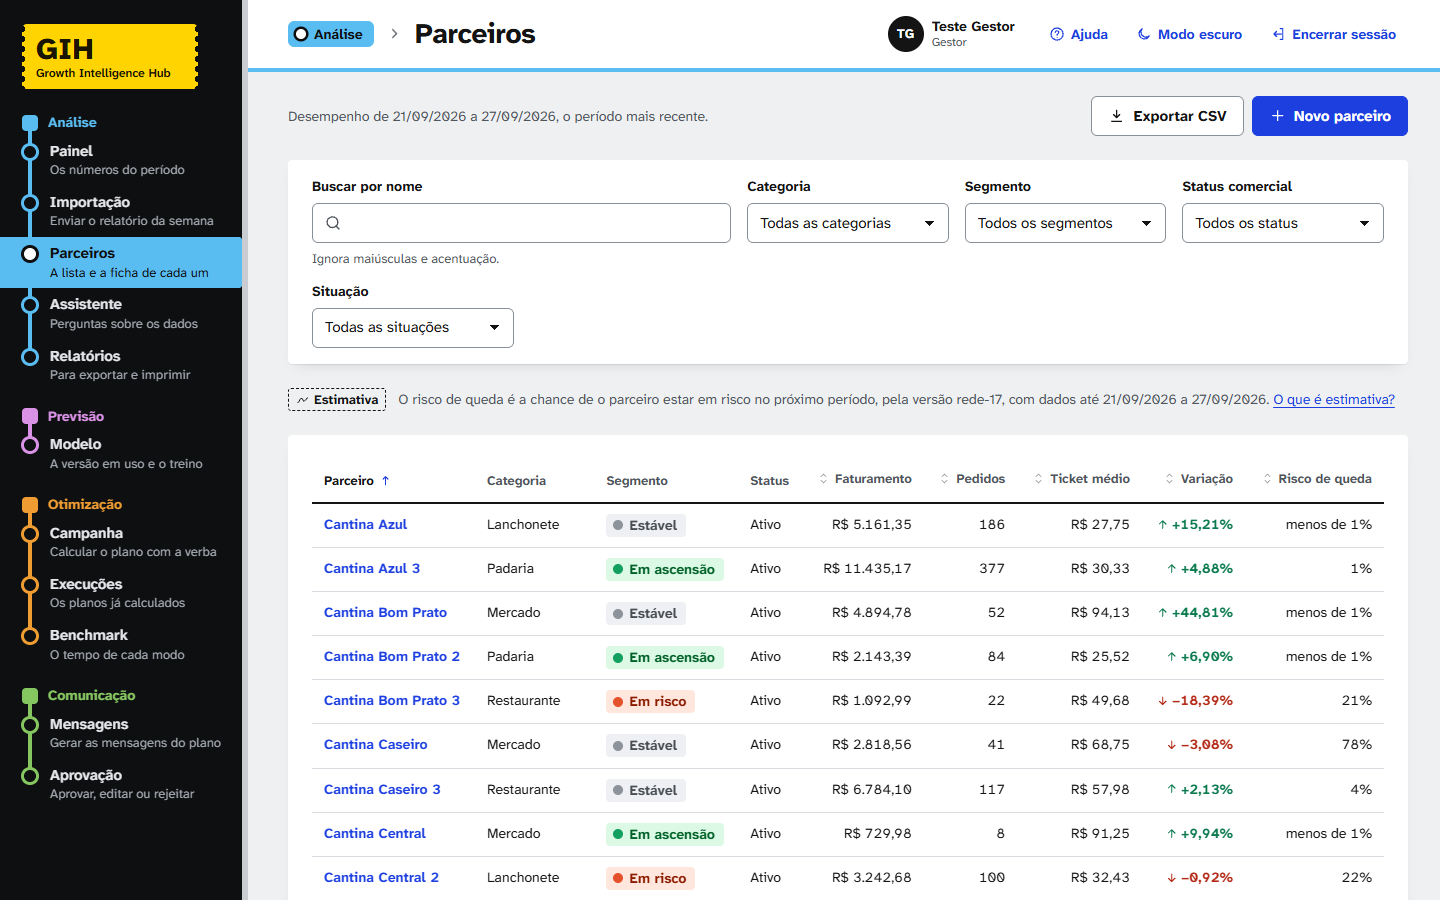 GIH
Growth Intelligence Hub
Análise
Painel
Os números do período
Importação
Enviar o relatório da semana
Parceiros
A lista e a ficha de cada um
Assistente
Perguntas sobre os dados
Relatórios
Para exportar e imprimir
Previsão
Modelo
A versão em uso e o treino
Otimização
Campanha
Calcular o plano com a verba
Execuções
Os planos já calculados
Benchmark
O tempo de cada modo
Comunicação
Mensagens
Gerar as mensagens do plano
Aprovação
Aprovar, editar ou rejeitar
Análise
Parceiros
TG
Teste Gestor
Gestor
Ajuda
Modo escuro
Encerrar sessão
Desempenho de 21/09/2026 a 27/09/2026, o período mais recente.
Exportar CSV
Novo parceiro
Buscar por nome
Ignora maiúsculas e acentuação.
Categoria
Todas as categorias
Segmento
Todos os segmentos
Status comercial
Todos os status
Situação
Todas as situações
Estimativa
O risco de queda é a chance de o parceiro estar em risco no próximo período, pela versão rede-17, com dados até 21/09/2026 a 27/09/2026. O que é estimativa?
Parceiro ↑ Categoria Segmento Status Faturamento Pedidos Ticket médio Variação Risco de queda
Cantina Azul Lanchonete Estável Ativo R$ 5.161,35 186 R$ 27,75 ↑ +15,21% menos de 1%
Cantina Azul 3 Padaria Em ascensão Ativo R$ 11.435,17 377 R$ 30,33 ↑ +4,88% 1%
Cantina Bom Prato Mercado Estável Ativo R$ 4.894,78 52 R$ 94,13 ↑ +44,81% menos de 1%
Cantina Bom Prato 2 Padaria Em ascensão Ativo R$ 2.143,39 84 R$ 25,52 ↑ +6,90% menos de 1%
Cantina Bom Prato 3 Restaurante Em risco Ativo R$ 1.092,99 22 R$ 49,68 ↓ −18,39% 21%
Cantina Caseiro Mercado Estável Ativo R$ 2.818,56 41 R$ 68,75 ↓ −3,08% 78%
Cantina Caseiro 3 Restaurante Estável Ativo R$ 6.784,10 117 R$ 57,98 ↑ +2,13% 4%
Cantina Central Mercado Em ascensão Ativo R$ 729,98 8 R$ 91,25 ↑ +9,94% menos de 1%
Cantina Central 2 Lanchonete Em risco Ativo R$ 3.242,68 100 R$ 32,43 ↓ −0,92% 22%